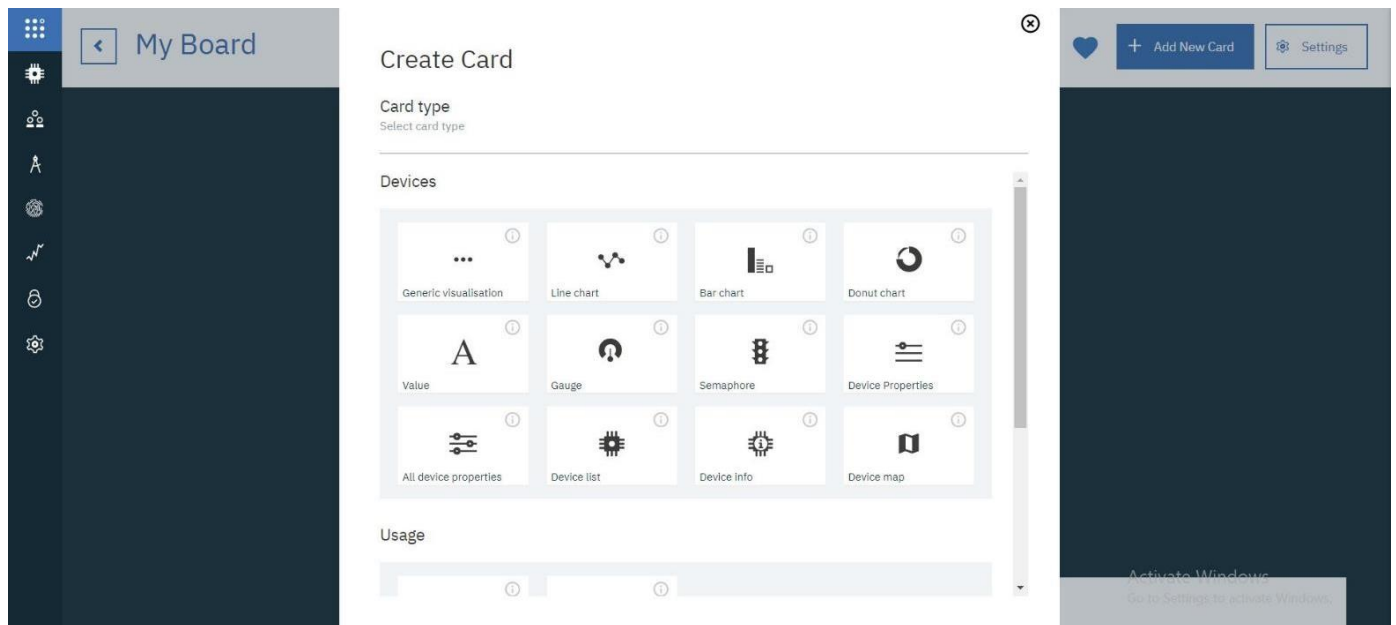 My Board
Add New Card
Settings
Create Card
Card type
Select card type
Devices
Generic visualisation
Line chart
Bar chart
Donut chart
A
Value
Gauge
Semaphore
Device Properties
All device properties
Device list
Device info
Device map
Usage
Activate Windows
Go to Settings to activate Windows.